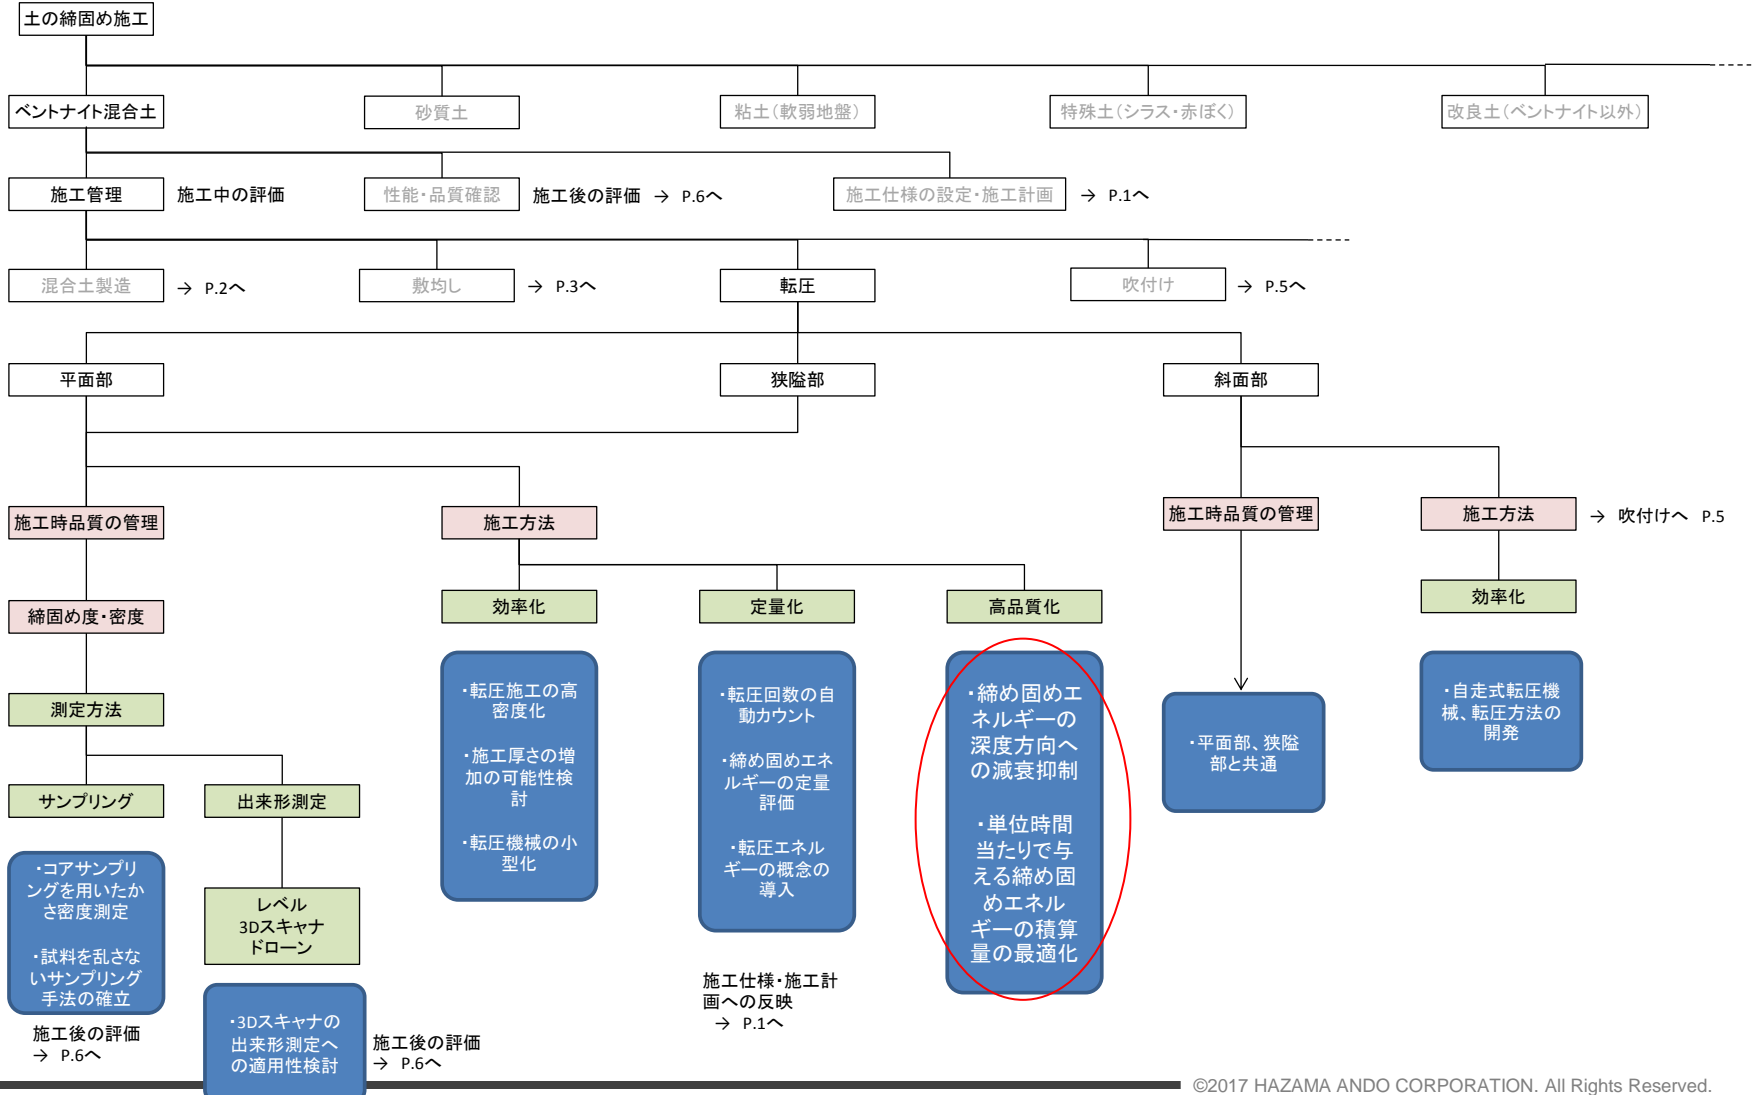 土の締固め施工
ベントナイト混合土
砂質土
粘土(軟弱地盤)
特殊土(シラス・赤ぼく)
改良土(ベントナイト以外)
施工管理
施工中の評価
性能・品質確認
施工後の評価 → P.6へ
施工仕様の設定・施工計画
→ P.1へ
混合土製造
→ P.2へ
敷均し
→ P.3へ
転圧
吹付け
→ P.5へ
平面部
狭隘部
斜面部
施工時品質の管理
施工方法
施工時品質の管理
施工方法
→ 吹付けへ P.5
締固め度・密度
効率化
定量化
高品質化
効率化
測定方法
サンプリング
出来形測定
レベル
3Dスキャナ
ドローン
・コアサンプリ
ングを用いたか
さ密度測定
・試料を乱さな
いサンプリング
手法の確立
施工後の評価
→ P.6へ
・3Dスキャナの
出来形測定へ
の適用性検討
施工後の評価
→ P.6へ
・転圧施工の高
密度化
・施工厚さの増
加の可能性検
討
・転圧機械の小
型化
・転圧回数の自
動カウント
・締め固めエネ
ルギーの定量
評価
・転圧エネル
ギーの概念の
導入
施工仕様・施工計
画への反映
→ P.1へ
・締め固めエ
ネルギーの
深度方向へ
の減衰抑制
・単位時間
当たりで与
える締め固
めエネル
ギーの積算
量の最適化
・平面部、狭隘
部と共通
・自走式転圧機
械、転圧方法の
開発
©2017 HAZAMA ANDO CORPORATION. All Rights Reserved.